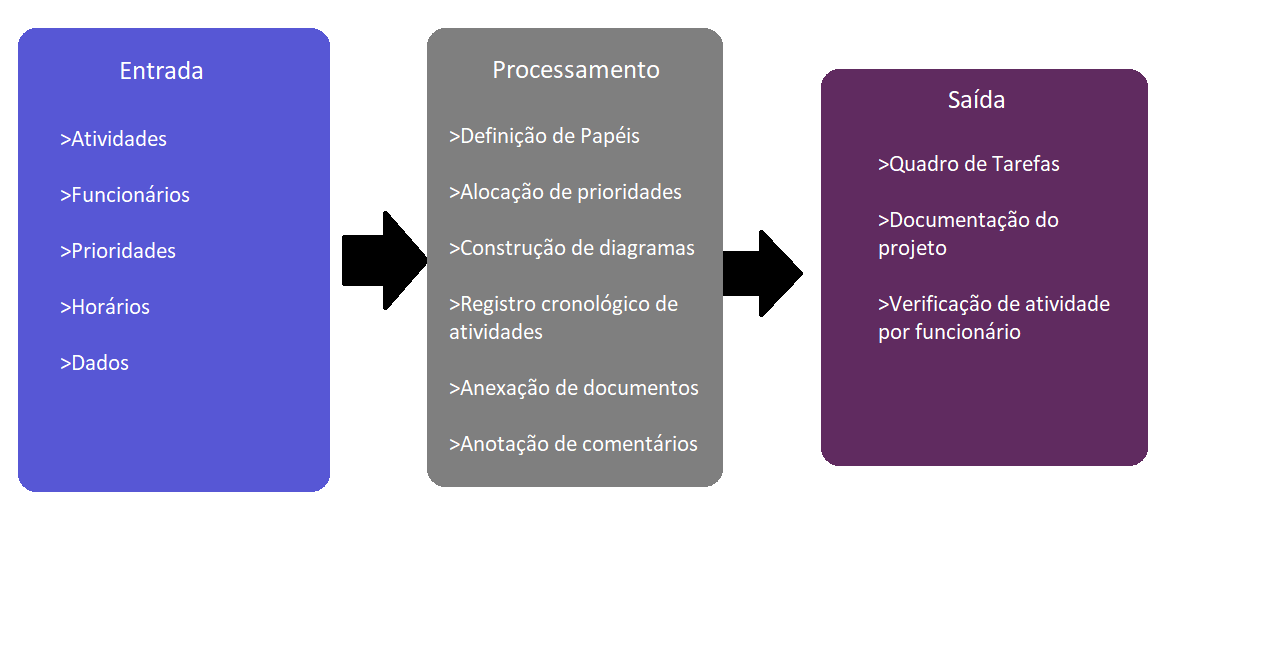 Entrada
>Atividades
>Funcionários
>Prioridades
>Horários
>Dados
Processamento
>Definição de Papéis
>Alocação de prioridades
>Construção de diagramas
>Registro cronológico de
atividades
>Anexação de documentos
>Anotação de comentários
Saída
>Quadro de Tarefas
>Documentação do
projeto
>Verificação de atividade
por funcionário